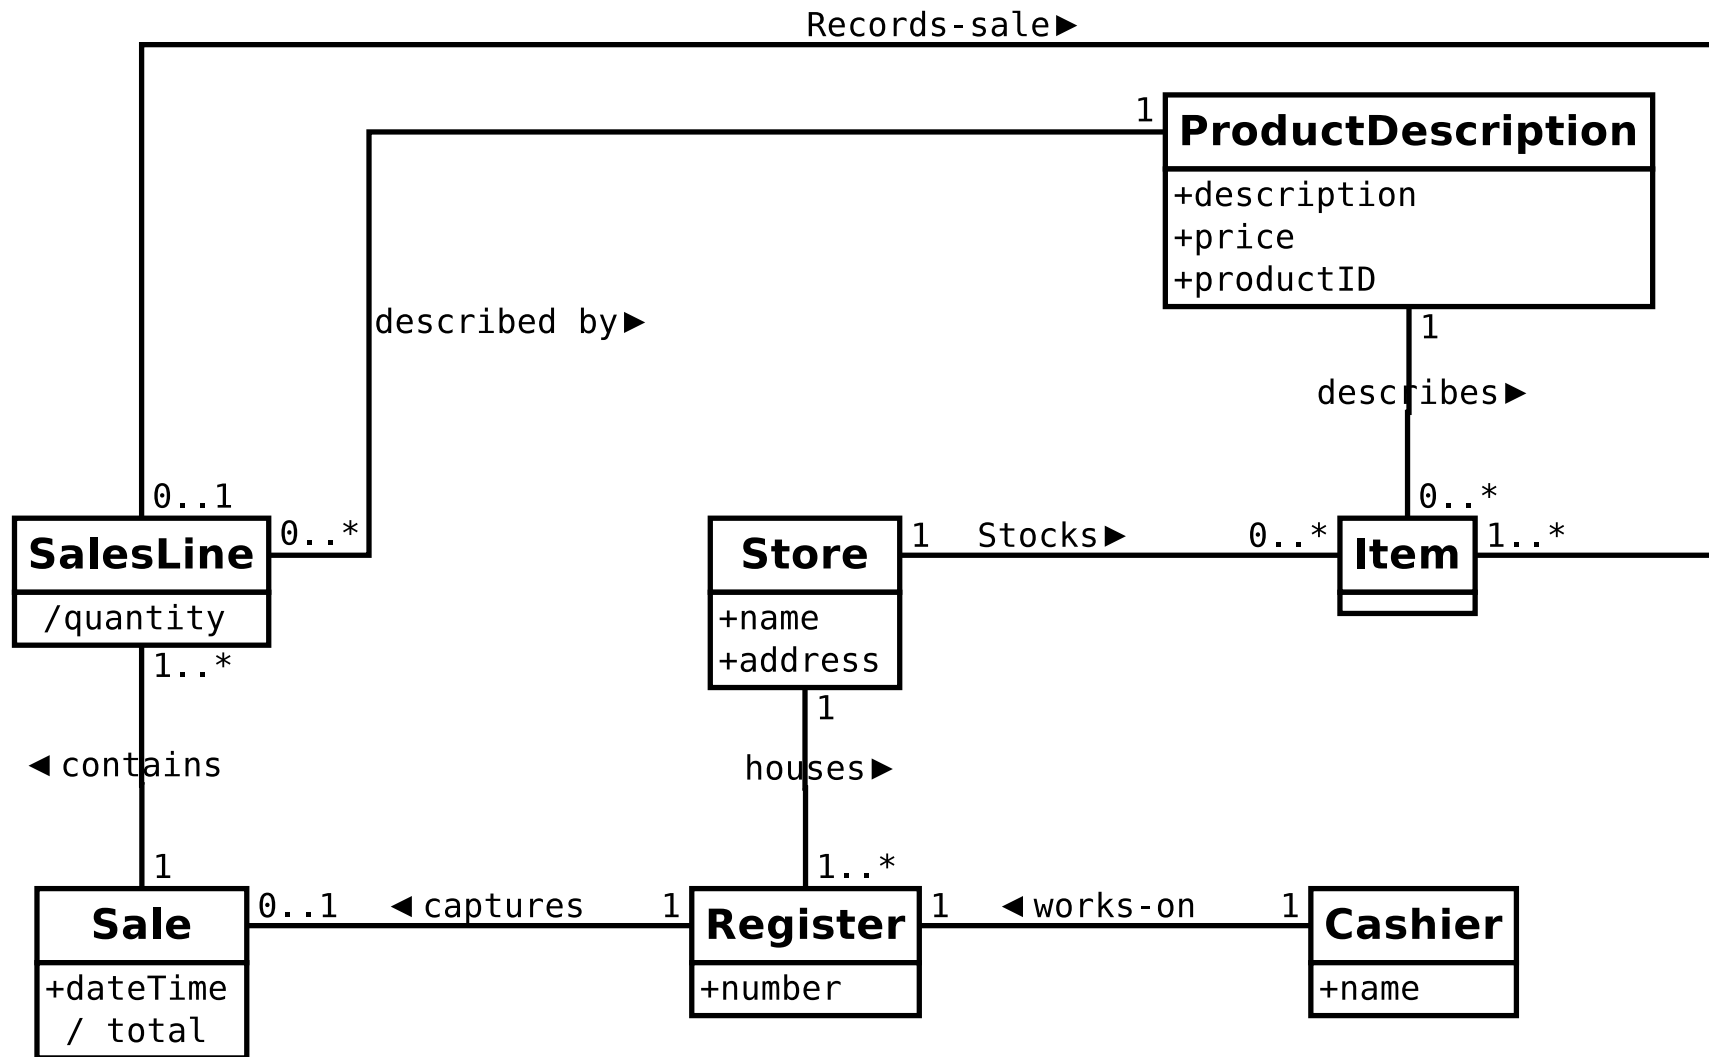 Records-sale►
1
ProductDescription
+description
+price
+productID
described by►
1
describes►
0..1
0..*
SalesLine
0..*
/quantity
1..*
Store
1
Stocks►
0..*
Item
1..*
+name
+address
1
◄contains
houses►
1
1..*
Sale
0..1
◄captures
1
Register
1
◄works-on
1
Cashier
+dateTime
/ total
+number
+name